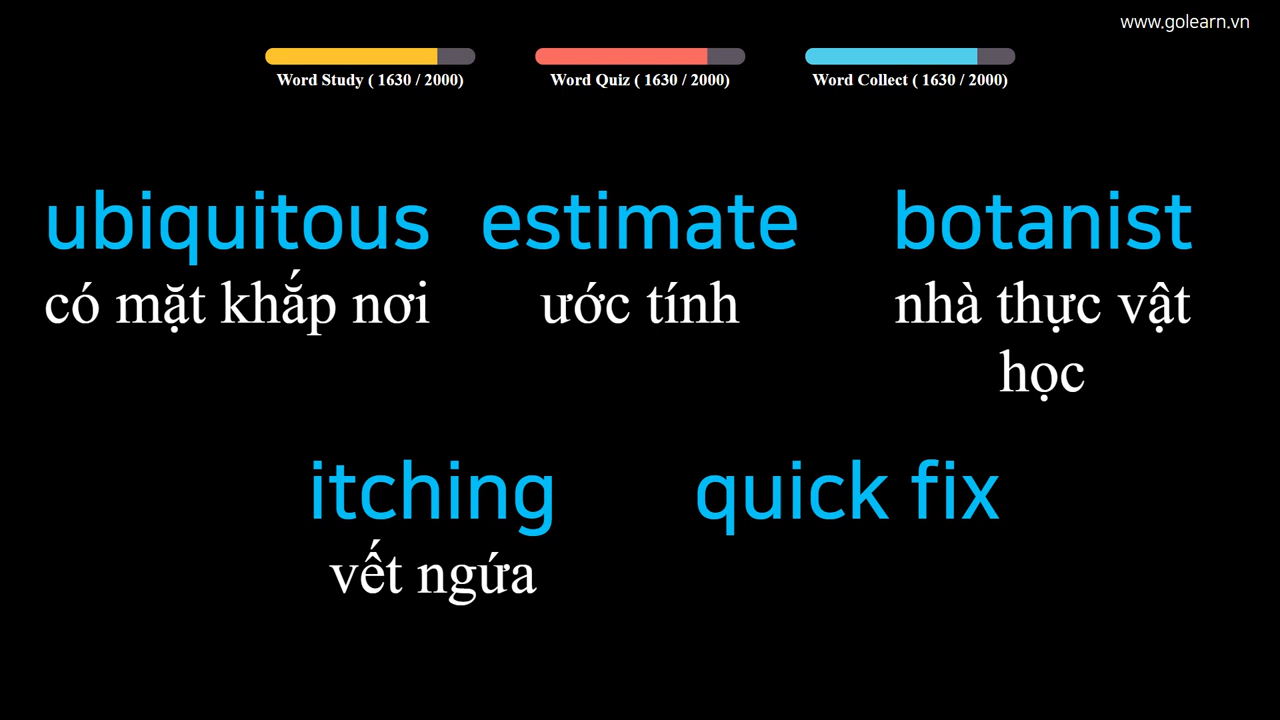 www.golearn.vn
Word Study ( 1630 / 2000)
Word Quiz ( 1630 / 2000)
Word Collect ( 1630 / 2000)
ubiquitous
có mặt khắp nơi
estimate
ước tính
botanist
nhà thực vật
học
itching
vết ngứa
quick fix